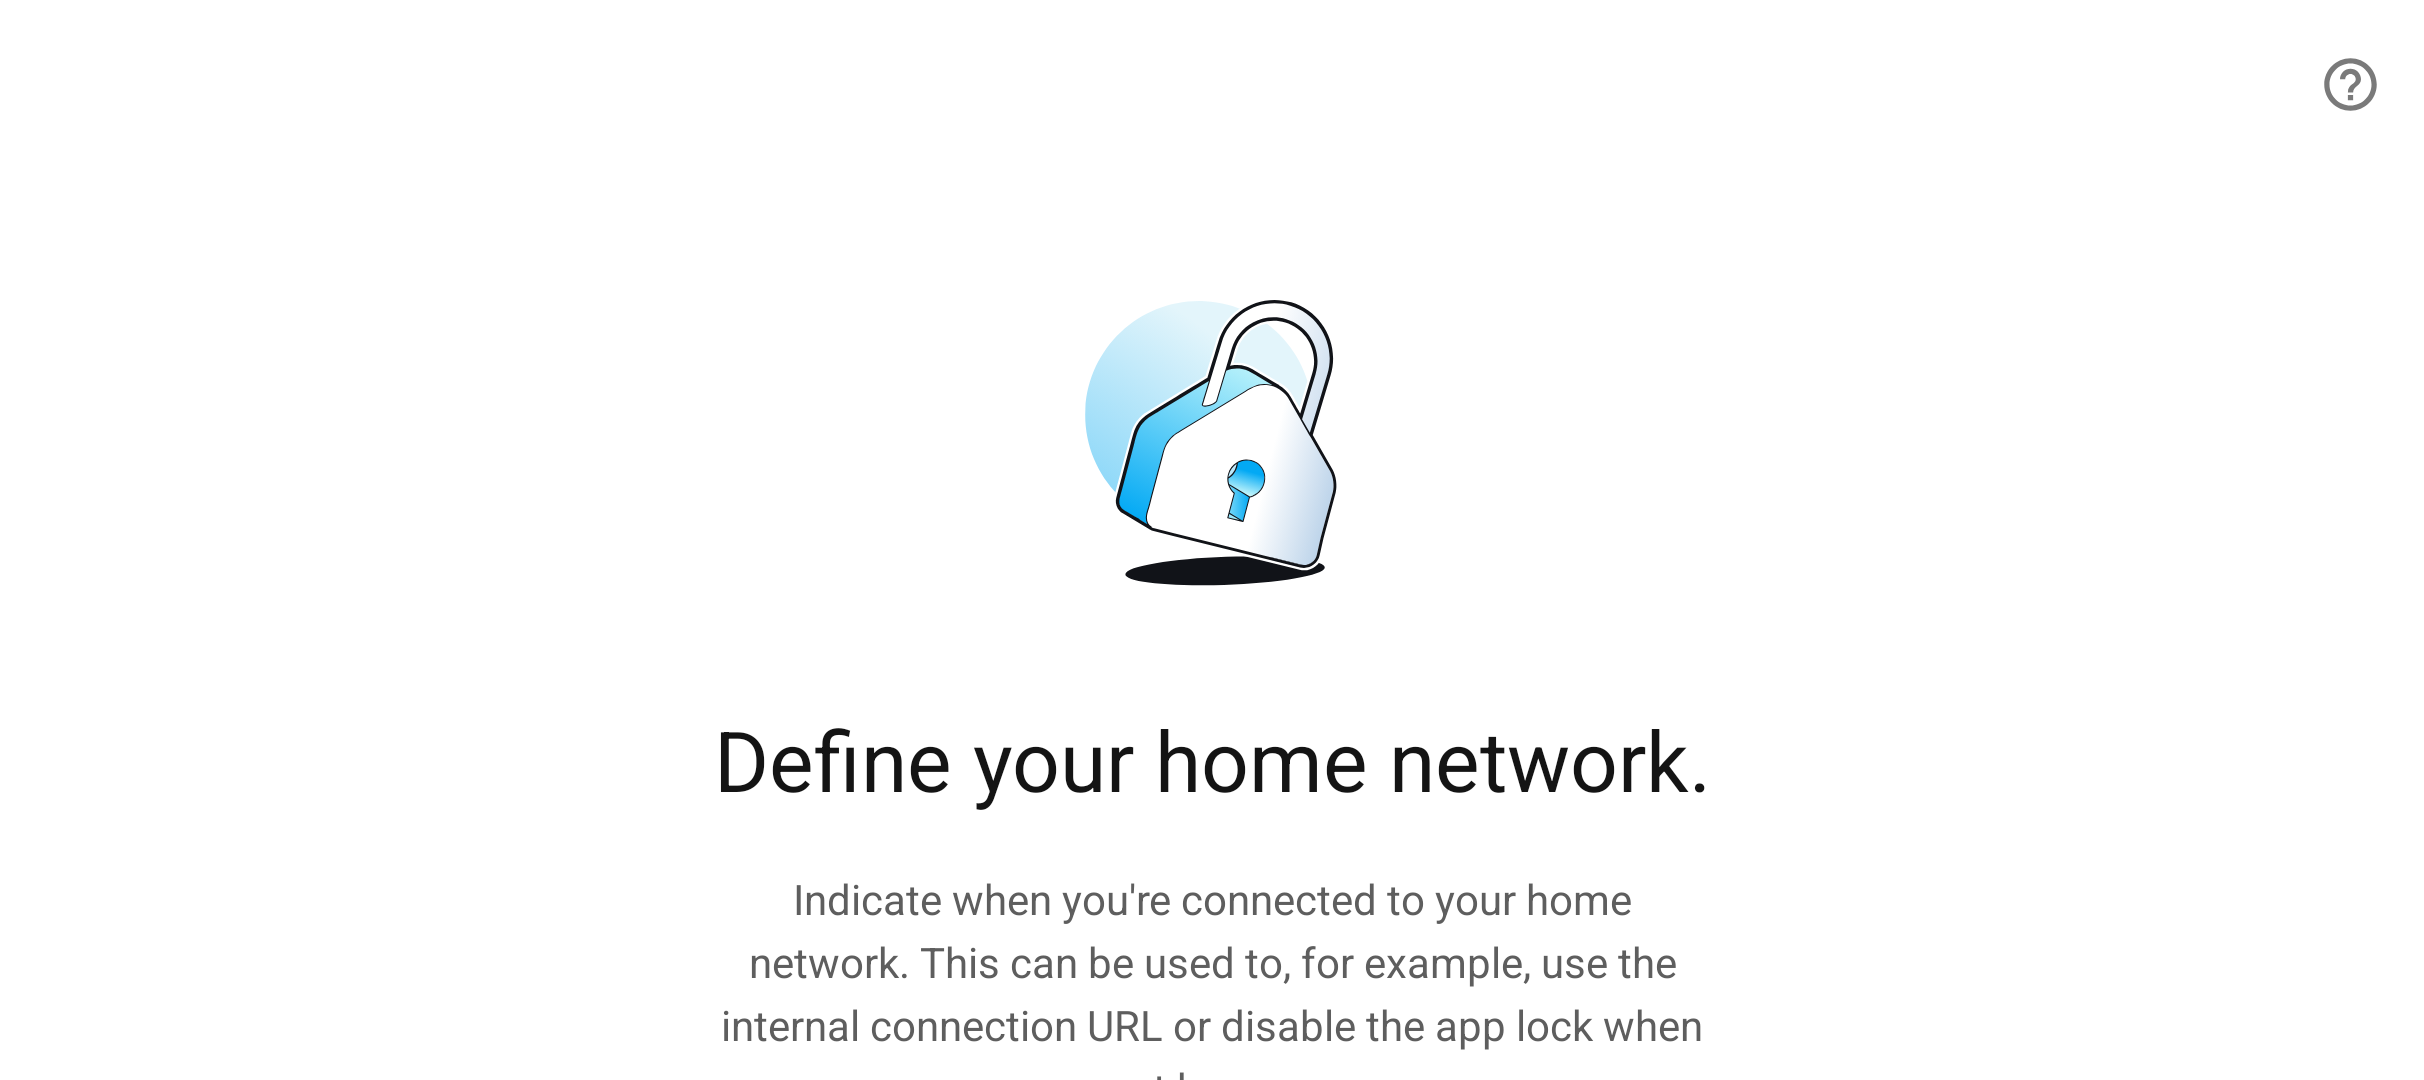 Define your home network.
Indicate when you're connected to your home
network. This can be used to, for example, use the
internal connection URL or disable the app lock when